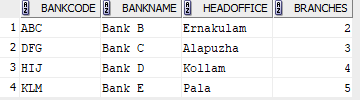 BANKCODE BANKNAME HEADOFFICE BRANCHES
1 ABC Bank B Ernakulam 2
2 DFG Bank C Alapuzha 3
3 HIJ Bank D Kollam 4
4 KLM Bank E Pala 5